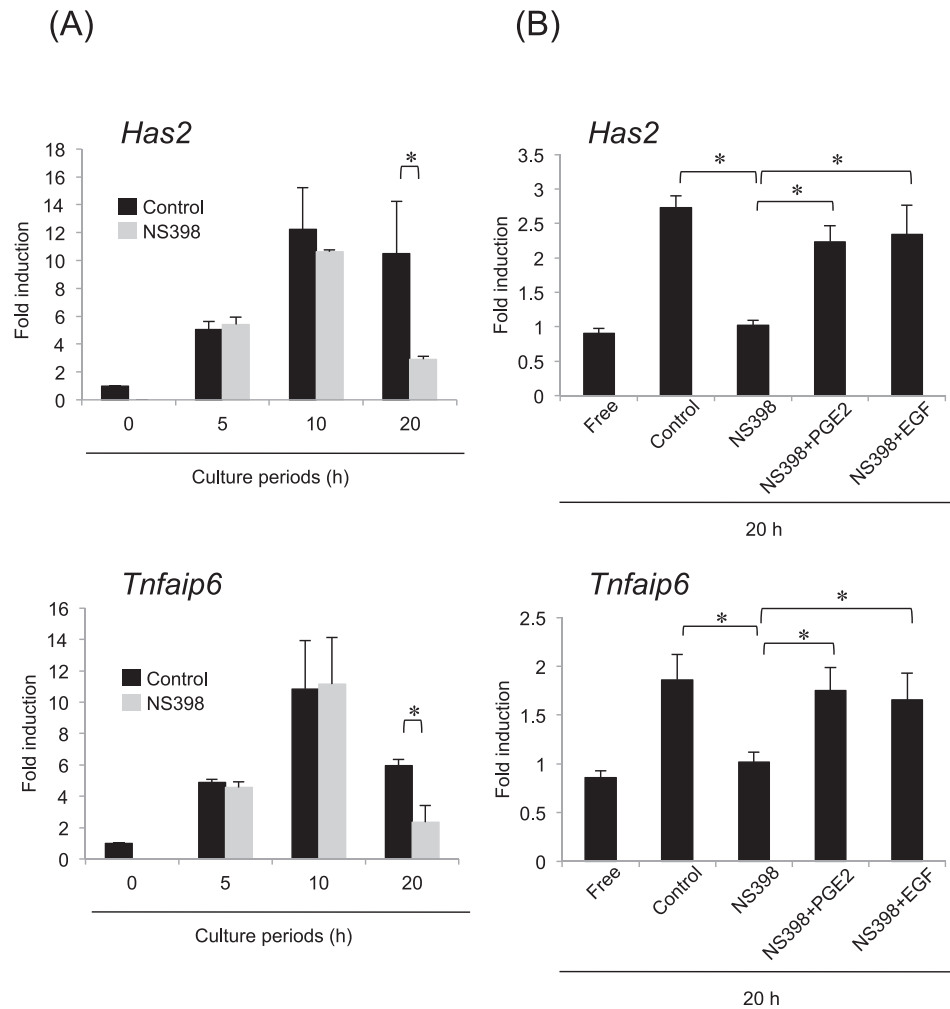 (A)
Has2
18
16
14
12
10
8
6
4
2
0
Fold induction
Control
NS398
*
0 5 10 20
Culture periods (h)
Tnfaip6
16
14
12
10
8
6
4
2
0
Fold induction
Control
NS398
*
0 5 10 20
Culture periods (h)
(B)
Has2
3.5
3
2.5
2
1.5
1
0.5
0
Fold induction
* * *
Free Control NS398 NS398+PGE2 NS398+EGF
20 h
Tnfaip6
2.5
2
1.5
1
0.5
0
Fold induction
* * *
Free Control NS398 NS398+PGE2 NS398+EGF
20 h